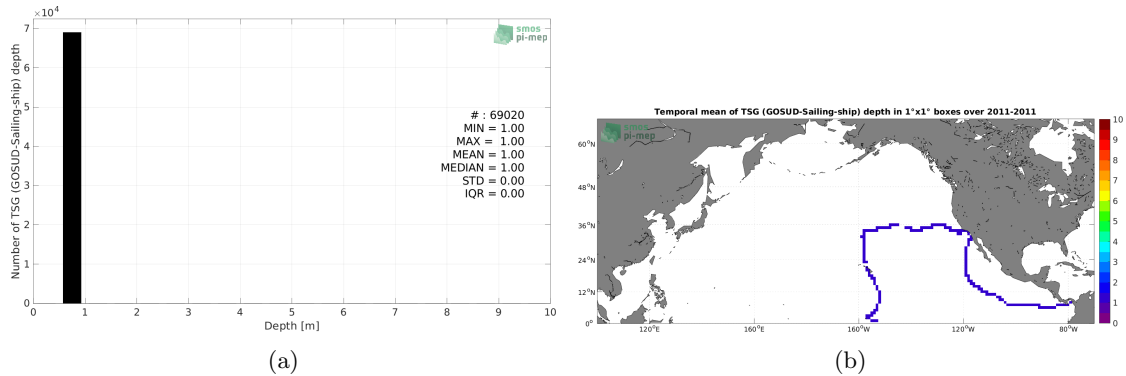 ×10⁴
7
6
5
4
3
2
1
0
Number of TSG (GOSUD-Sailing-ship) depth
smos
pi-mep
# : 69020
MIN = 1.00
MAX = 1.00
MEAN = 1.00
MEDIAN = 1.00
STD = 0.00
IQR = 0.00
0 1 2 3 4 5 6 7 8 9 10
Depth [m]
(a)
Temporal mean of TSG (GOSUD-Sailing-ship) depth in 1°x1° boxes over 2011-2011
smos
pi-mep
60°N
48°N
36°N
24°N
12°N
0°
120°E 160°E 160°W 120°W 80°W
10
9
8
7
6
5
4
3
2
1
0
(b)